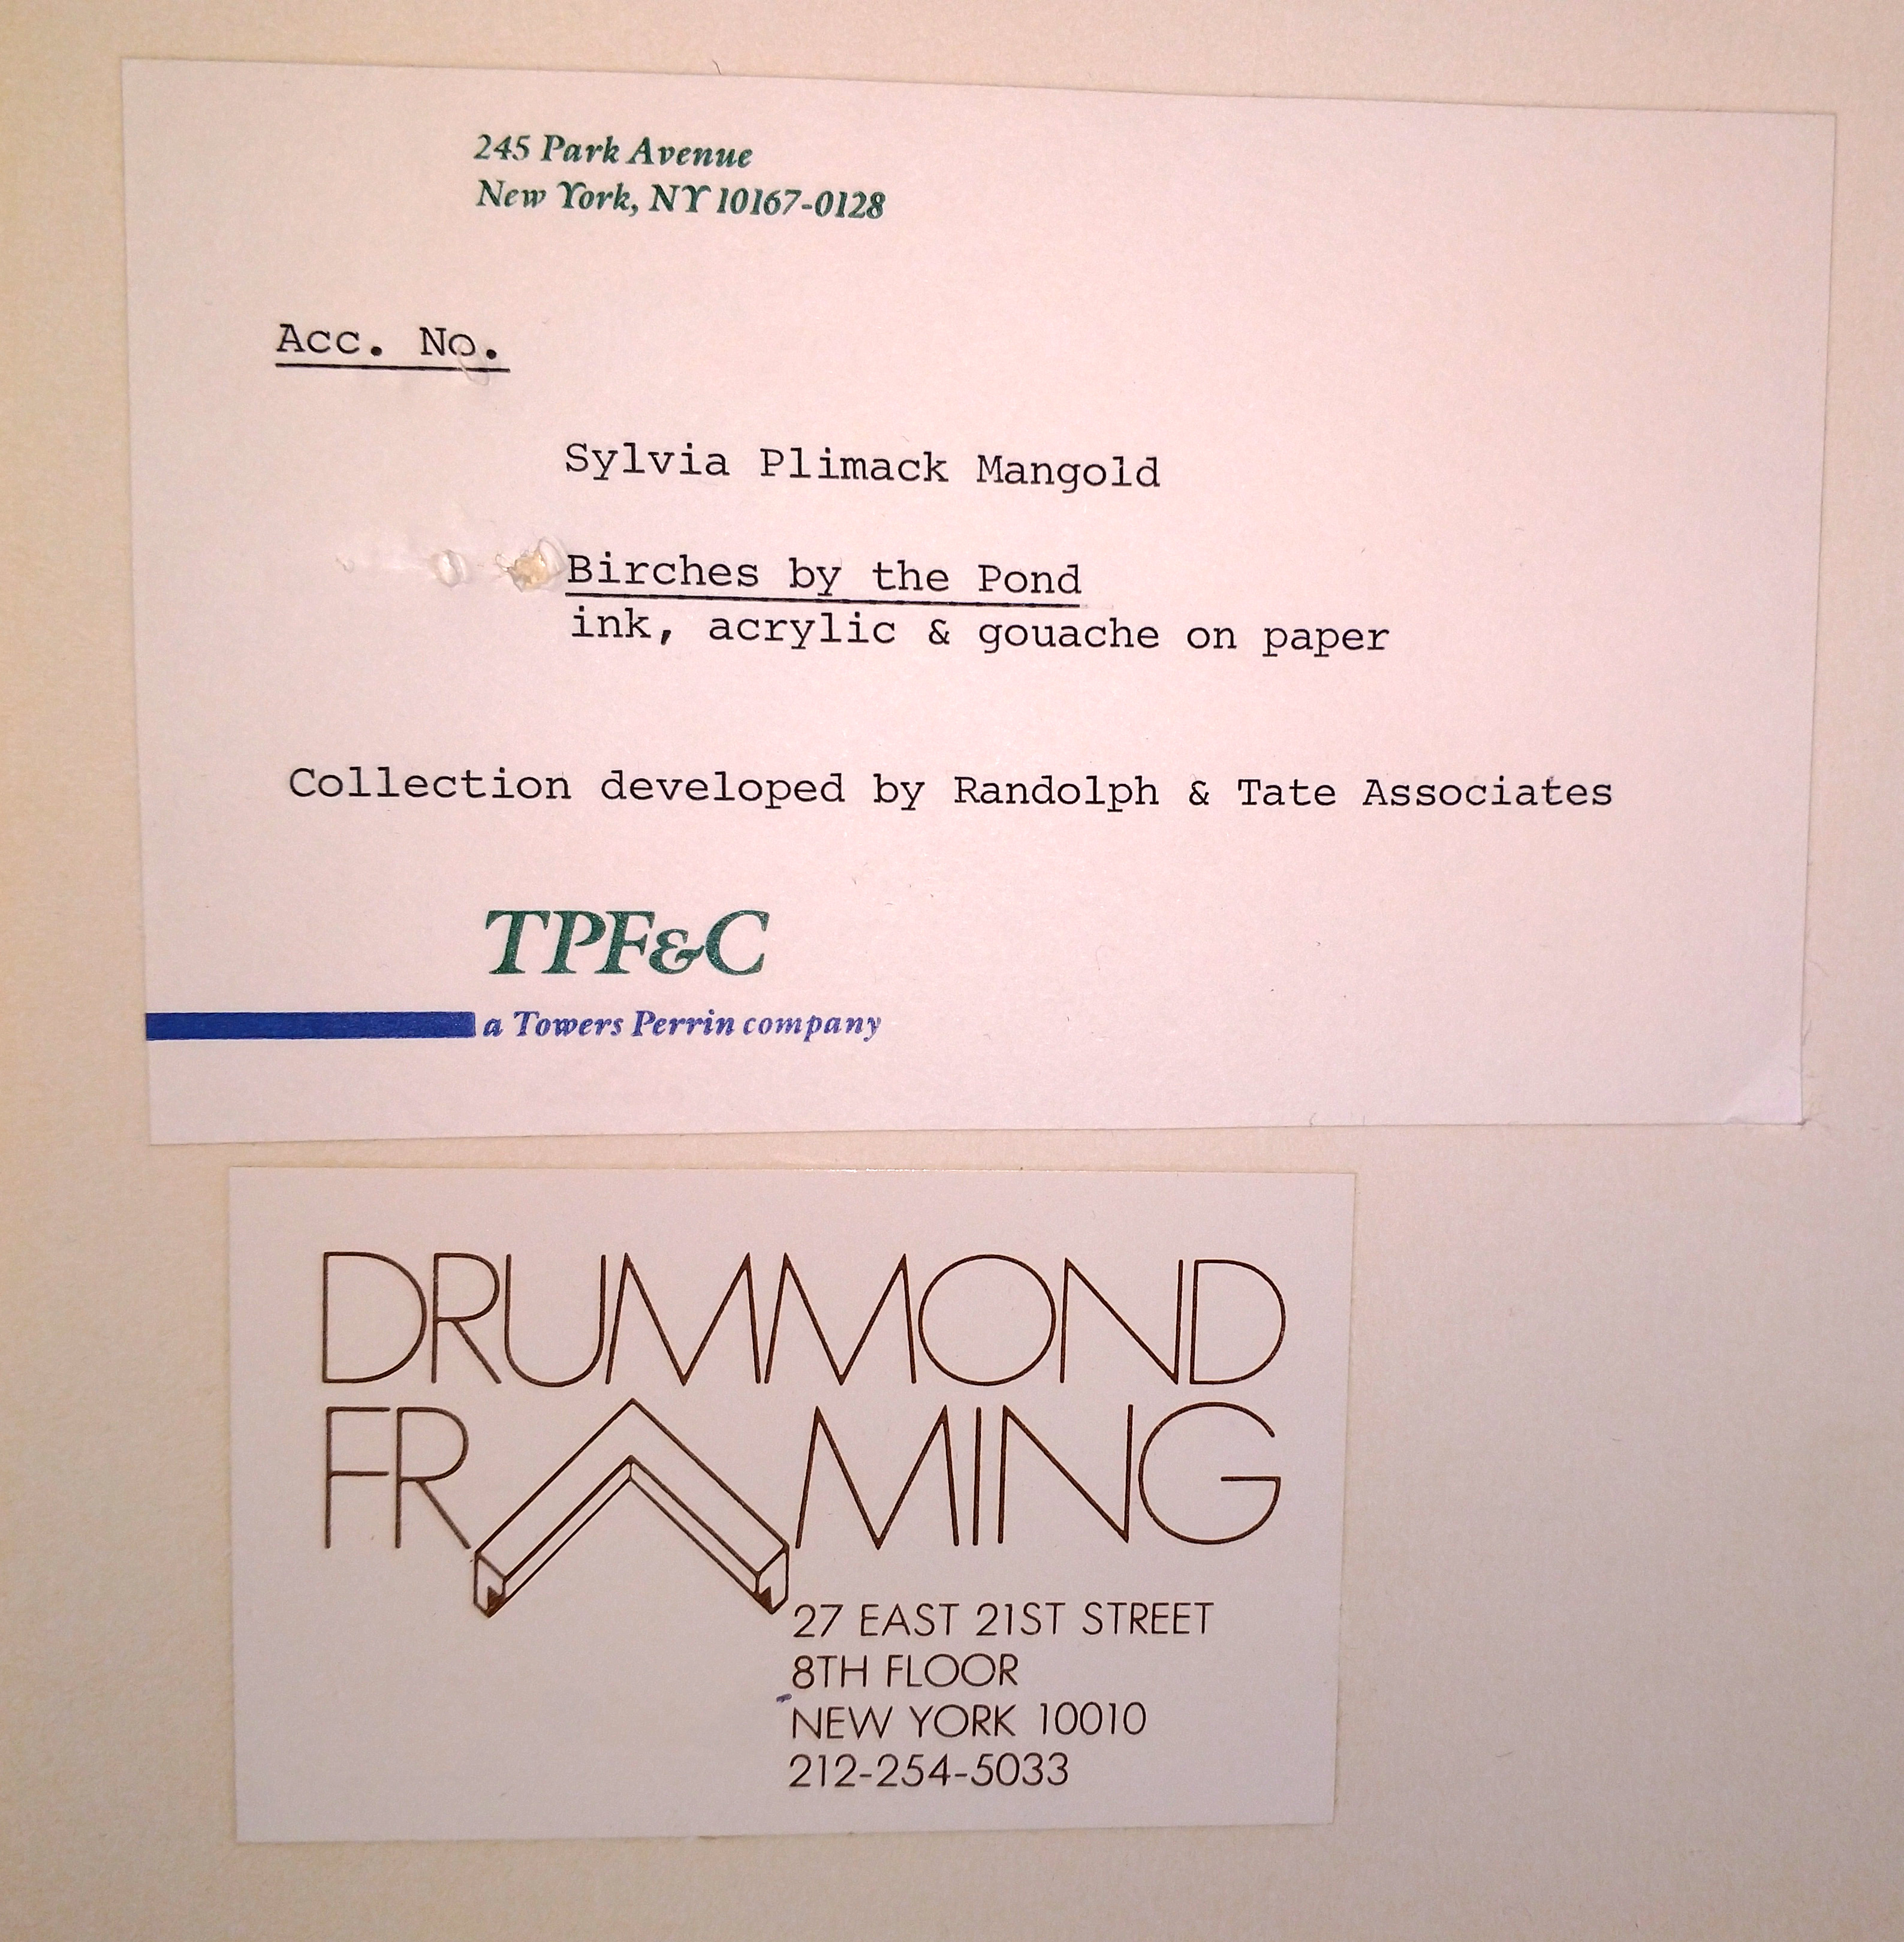 245 Park Avenue
New York, NY 10167-0128
Acc. No.
Sylvia Plimack Mangold
Birches by the Pond
ink, acrylic & gouache on paper
Collection developed by Randolph & Tate Associates
TPF&C
a Towers Perrin company
DRUMMOND
FRAMING
27 EAST 21ST STREET
8TH FLOOR
NEW YORK 10010
212-254-5033